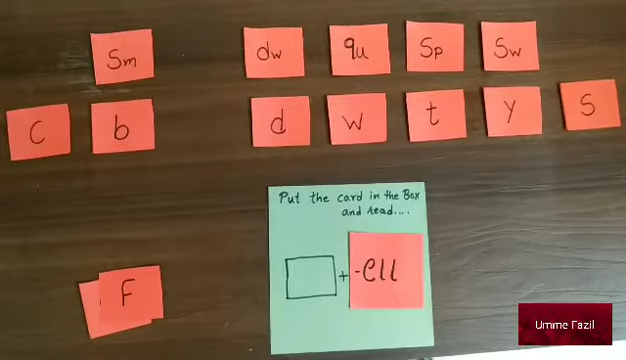 Sm dw qu Sp Sw
C b d w t y S
Put the card in the Box
and read....
+ -ell
F
Umme Fazil